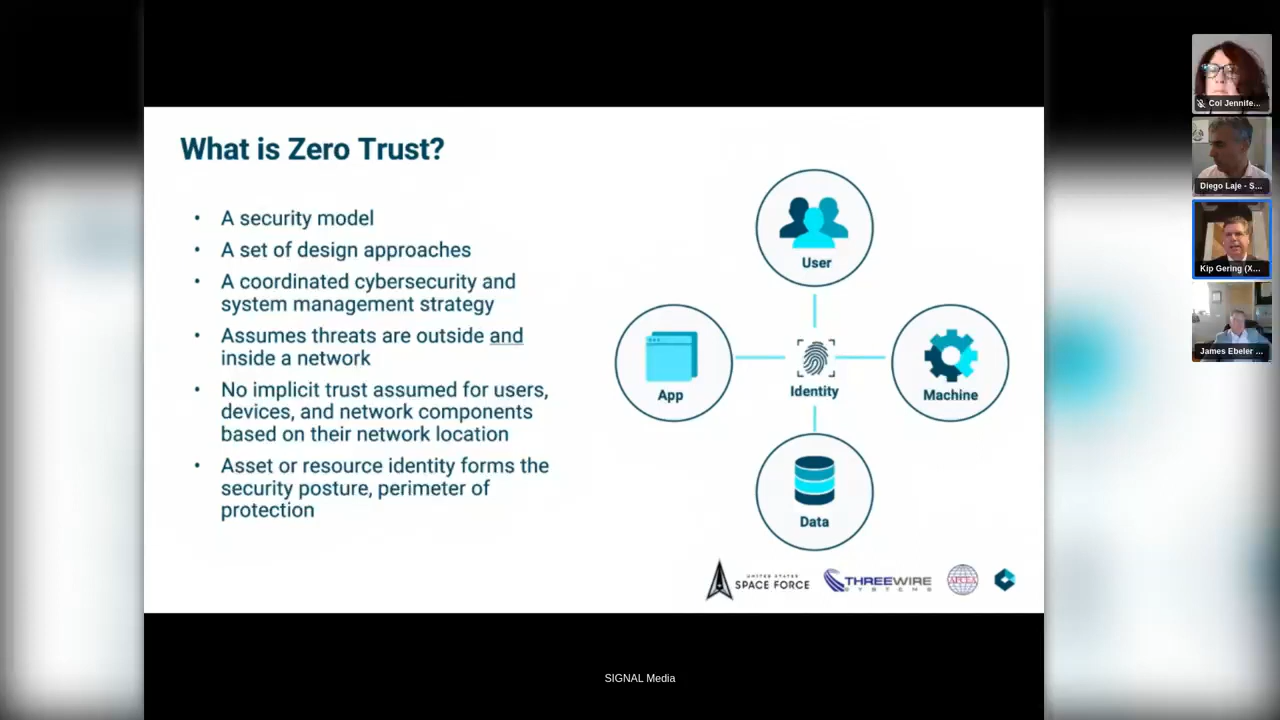 What is Zero Trust?
• A security model
• A set of design approaches
• A coordinated cybersecurity and
system management strategy
• Assumes threats are outside and
inside a network
• No implicit trust assumed for users,
devices, and network components
based on their network location
• Asset or resource identity forms the
security posture, perimeter of
protection
User
App
Identity
Machine
Data
UNITED STATES
SPACE FORCE
THREEWIRE
SYSTEMS
AFCEA
Col Jennife...
Diego Laje - S...
Kip Gering (X...
James Ebeler ...
SIGNAL Media